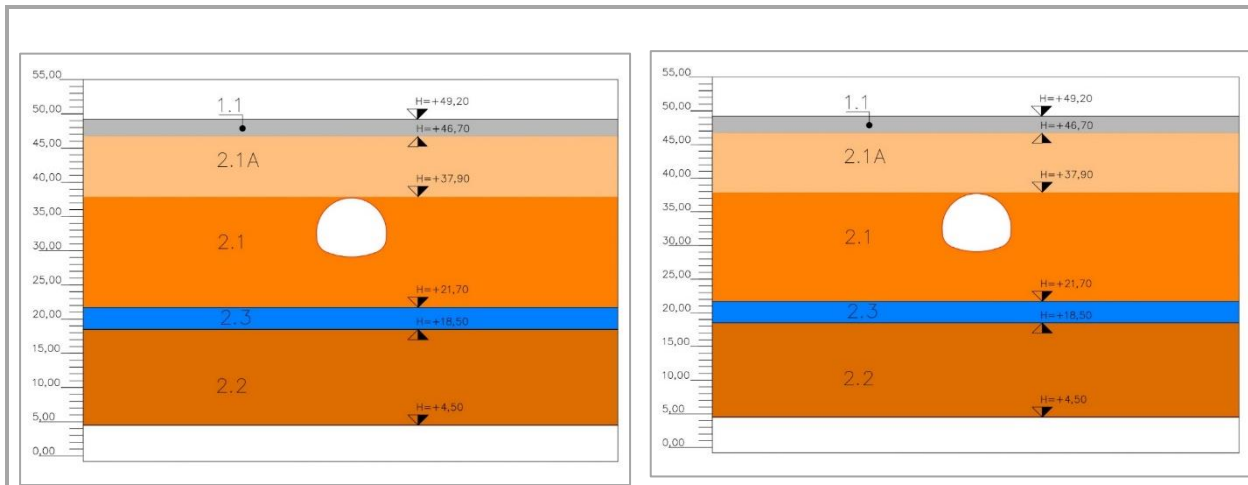 55,00
50,00
45,00
40,00
35,00
30,00
25,00
20,00
15,00
10,00
5,00
0,00
1.1
H=+49,20
H=+46,70
2.1A
H=+37,90
2.1
H=+21,70
2.3
H=+18,50
2.2
H=+4,50
55,00
50,00
45,00
40,00
35,00
30,00
25,00
20,00
15,00
10,00
5,00
0,00
1.1
H=+49,20
H=+46,70
2.1A
H=+37,90
2.1
H=+21,70
2.3
H=+18,50
2.2
H=+4,50